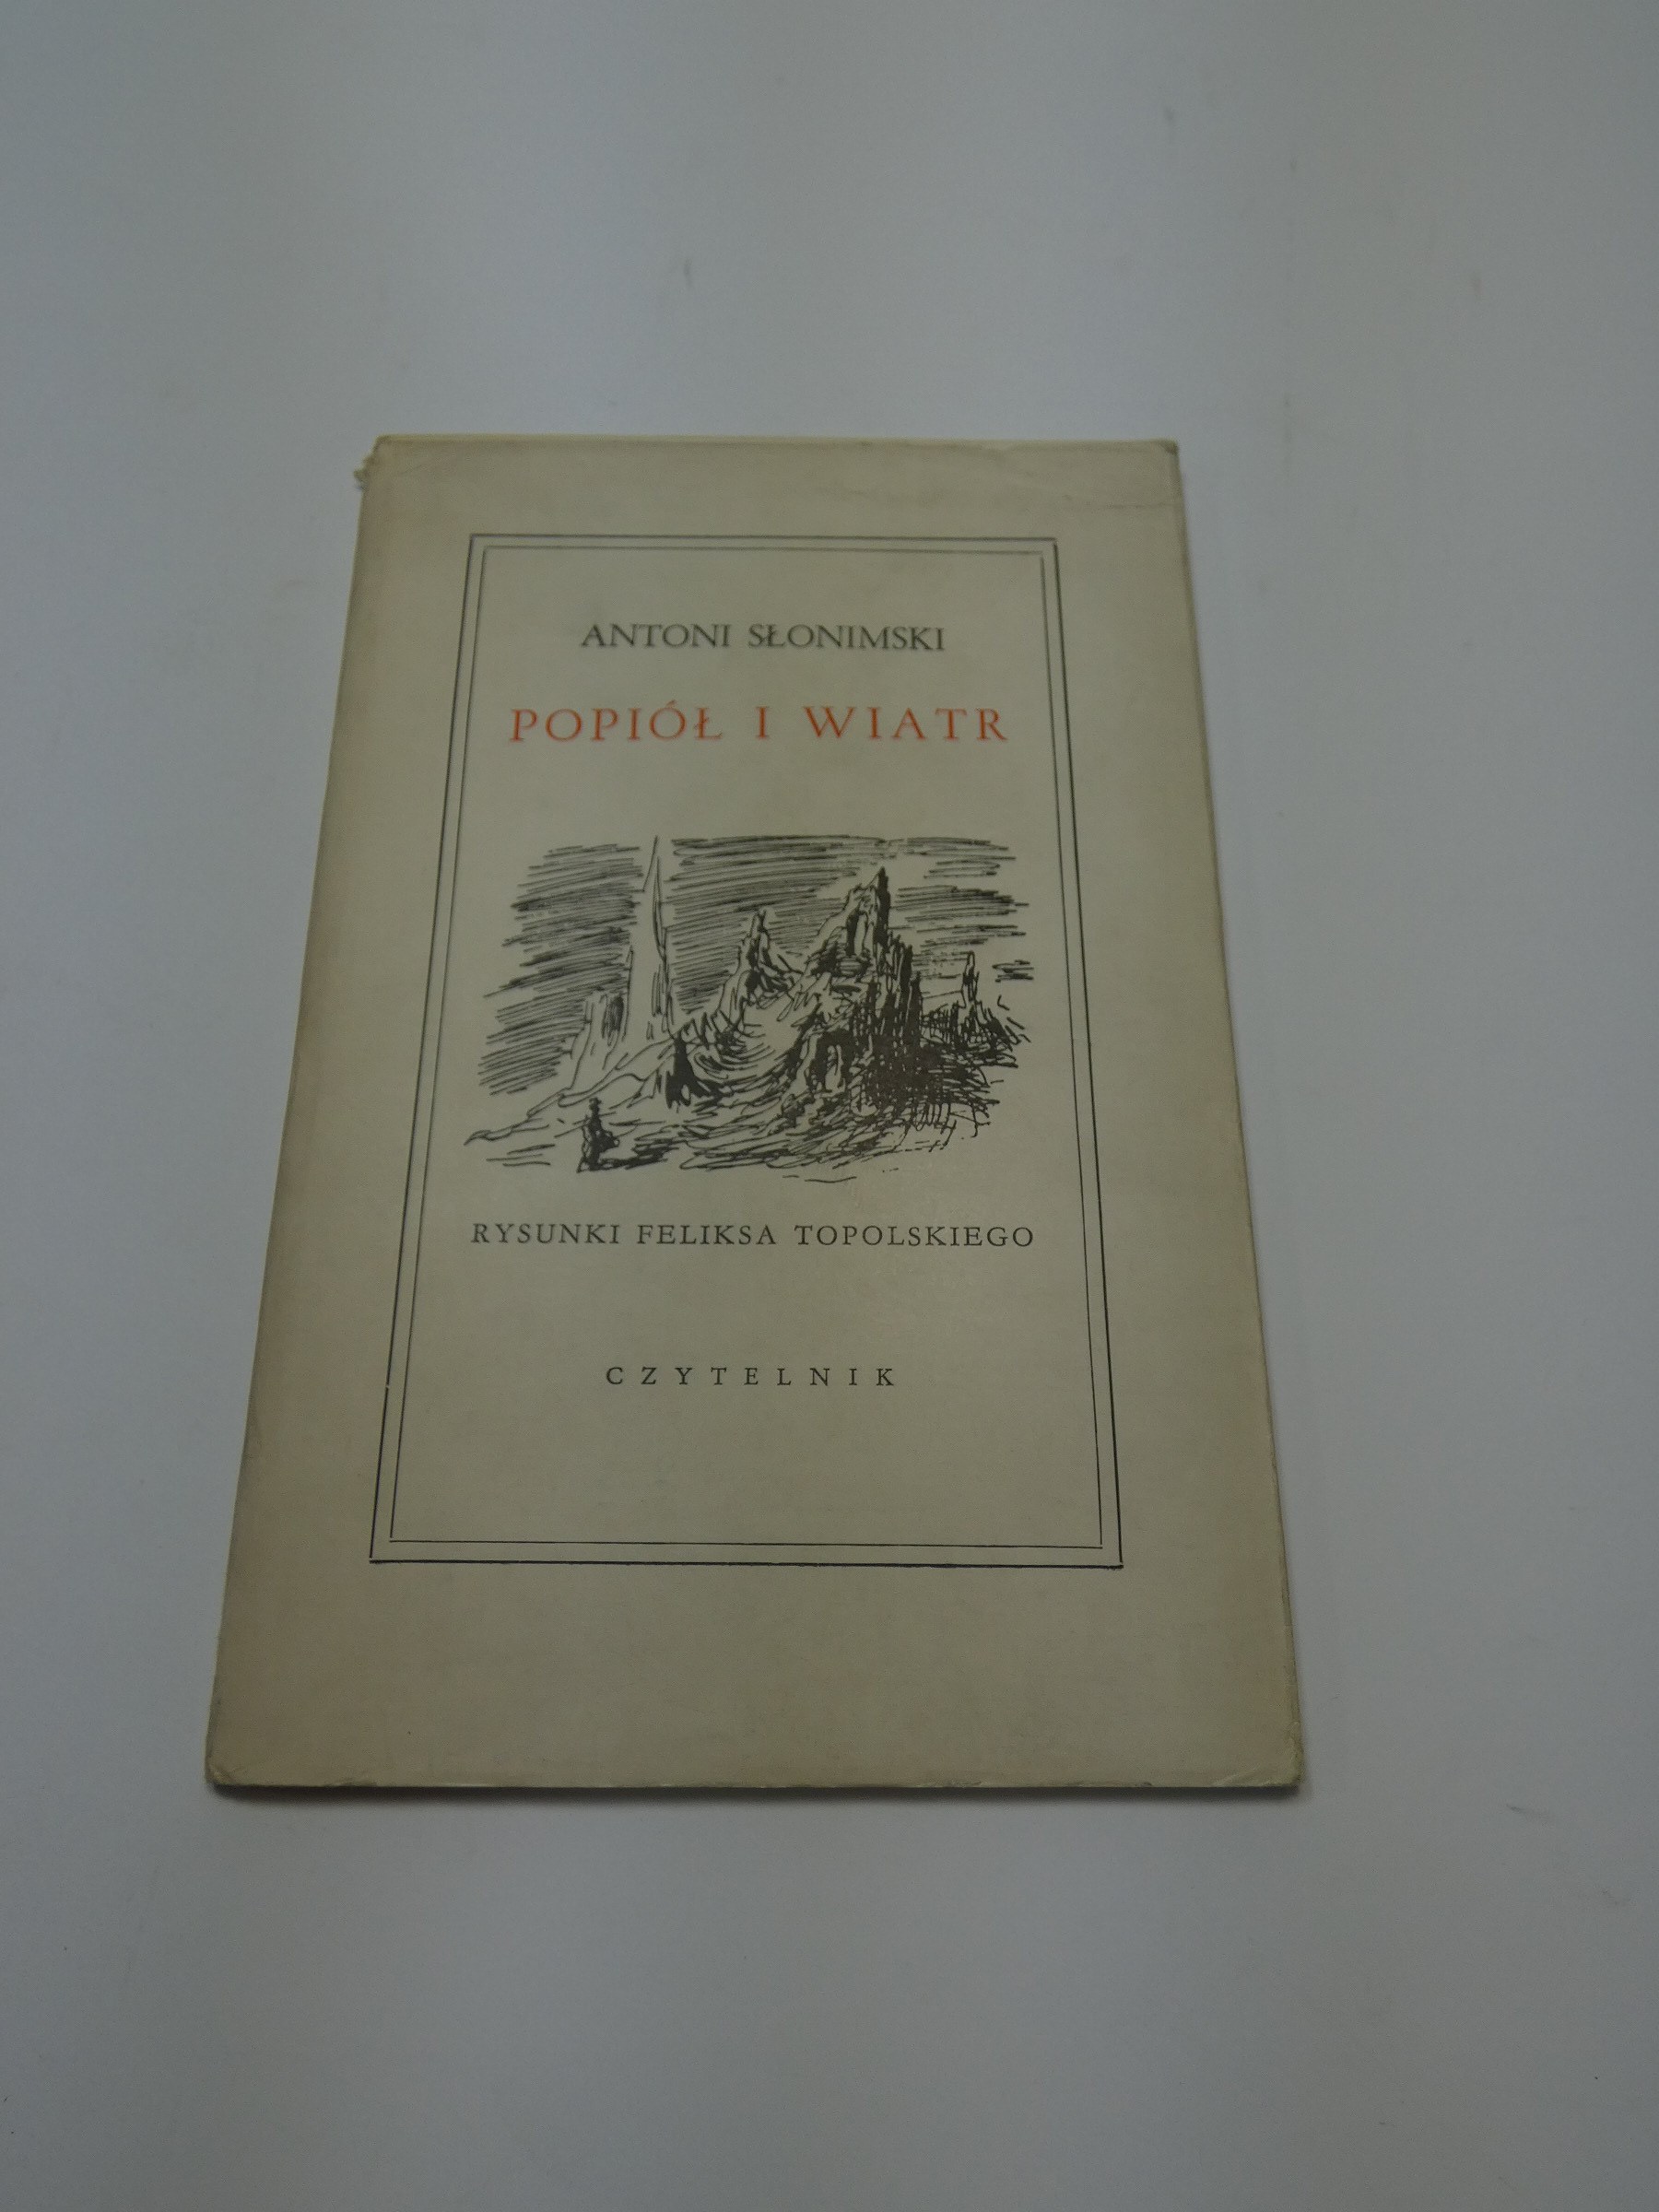 ANTONI SŁONIMSKI
POPIÓŁ I WIATR
RYSUNKI FELIKSA TOPOLSKIEGO
CZYTELNIK